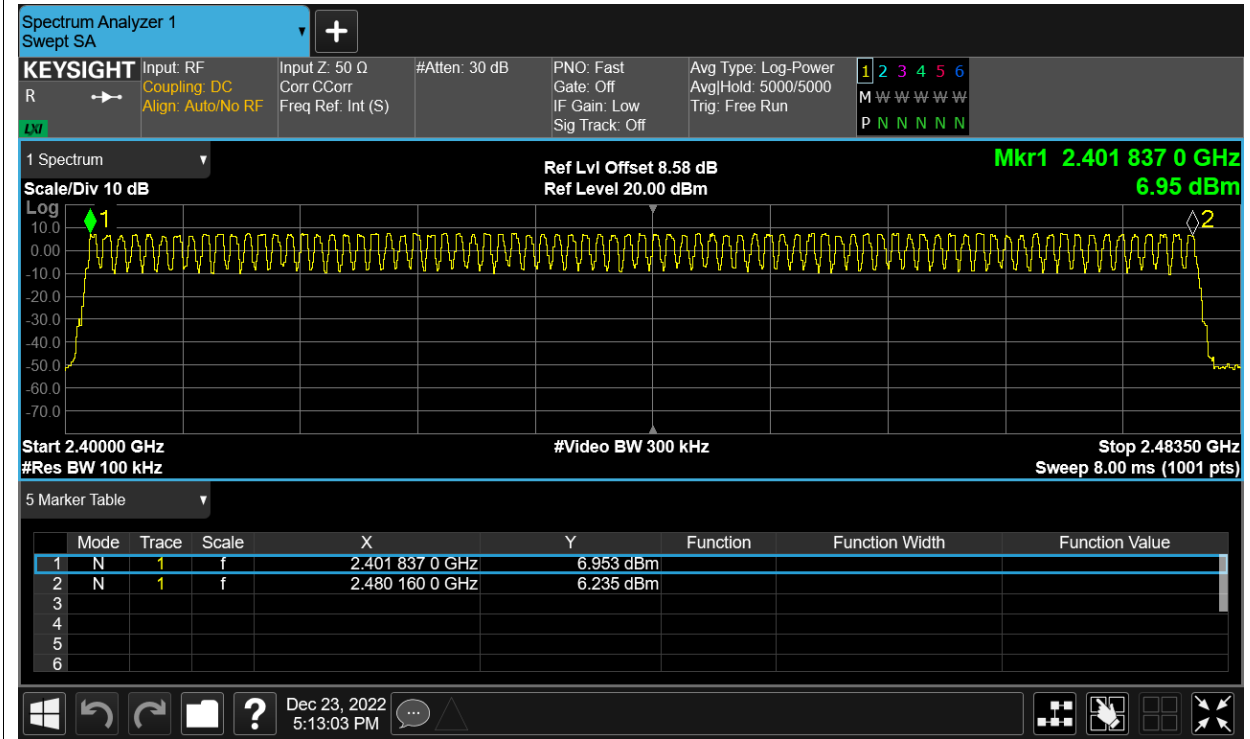 Spectrum Analyzer 1
Swept SA
+
KEYSIGHT Input: RF Input Z: 50 Ω #Atten: 30 dB PNO: Fast Avg Type: Log-Power 1 2 3 4 5 6
R Coupling: DC Corr CCorr Gate: Off Avg|Hold: 5000/5000 M W W W W W W
Align: Auto/No RF Freq Ref: Int (S) IF Gain: Low Trig: Free Run
LXI Sig Track: Off P N N N N N N
1 Spectrum Ref Lvl Offset 8.58 dB Mkr1 2.401 837 0 GHz
Scale/Div 10 dB Ref Level 20.00 dBm 6.95 dBm
Log
1 2
10.0
0.00
-10.0
-20.0
-30.0
-40.0
-50.0
-60.0
-70.0
Start 2.40000 GHz #Video BW 300 kHz Stop 2.48350 GHz
#Res BW 100 kHz Sweep 8.00 ms (1001 pts)
5 Marker Table
Mode Trace Scale X Y Function Function Width Function Value
1 N 1 f 2.401 837 0 GHz 6.953 dBm
2 N 1 f 2.480 160 0 GHz 6.235 dBm
3
4
5
6
? Dec 23, 2022
5:13:03 PM